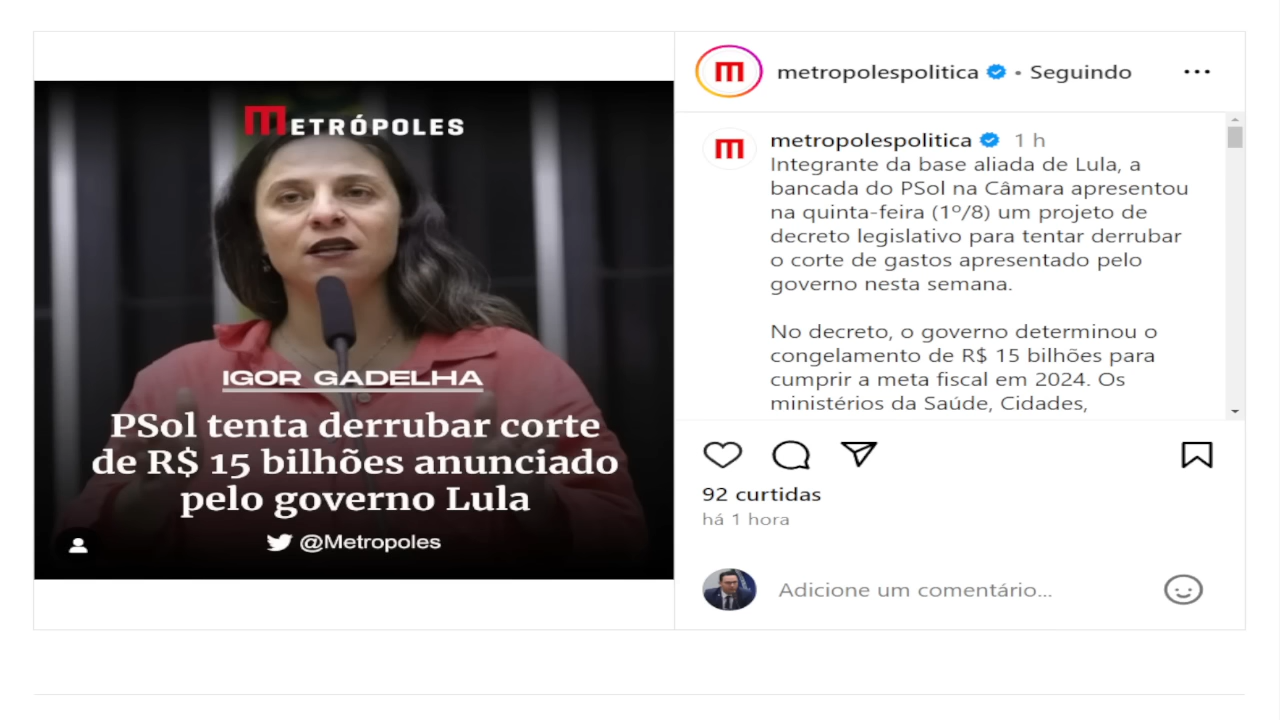 METRÓPOLES
IGOR GADELHA
PSol tenta derrubar corte
de R$ 15 bilhões anunciado
pelo governo Lula
@Metropoles
metropolespolitica • Seguindo
metropolespolitica 1 h
Integrante da base aliada de Lula, a
bancada do PSol na Câmara apresentou
na quinta-feira (1º/8) um projeto de
decreto legislativo para tentar derrubar
o corte de gastos apresentado pelo
governo nesta semana.
No decreto, o governo determinou o
congelamento de R$ 15 bilhões para
cumprir a meta fiscal em 2024. Os
ministérios da Saúde, Cidades,
92 curtidas
há 1 hora
Adicione um comentário...